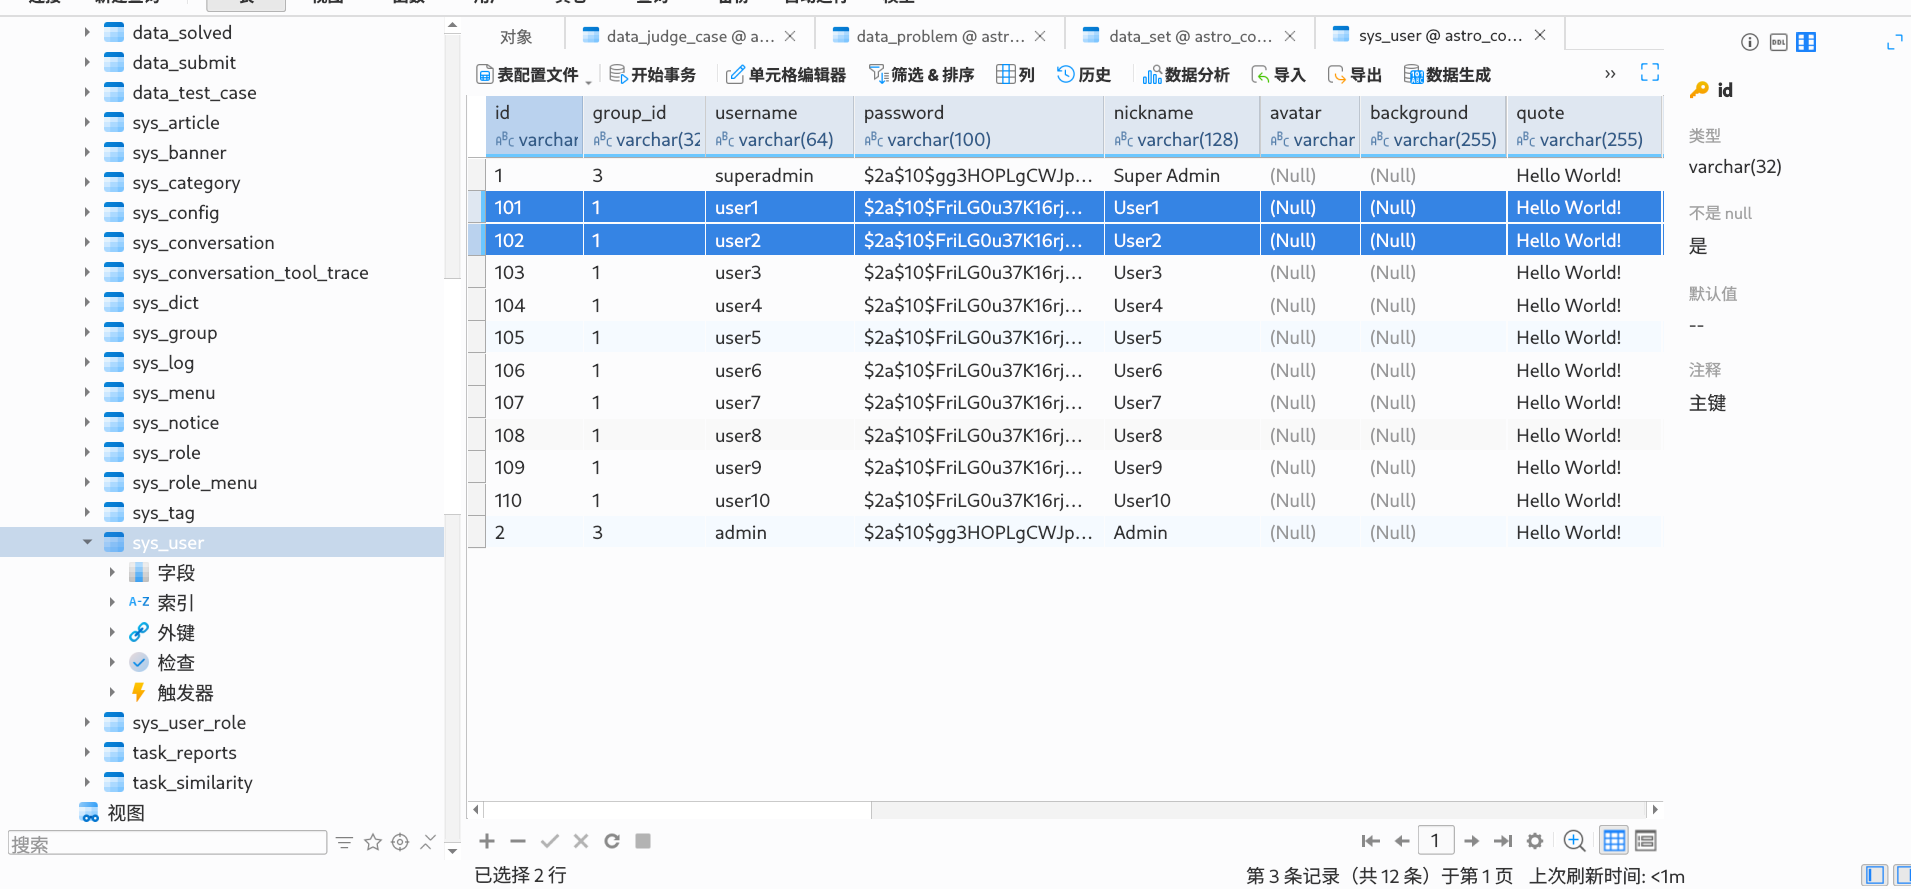 对象
data_judge_case @ a...
data_problem @ astr...
data_set @ astro_co...
sys_user @ astro_co...
表配置文件
开始事务
单元格编辑器
筛选 & 排序
列
历史
数据分析
导入
导出
数据生成
data_solved
data_submit
data_test_case
sys_article
sys_banner
sys_category
sys_config
sys_conversation
sys_conversation_tool_trace
sys_dict
sys_group
sys_log
sys_menu
sys_notice
sys_role
sys_role_menu
sys_tag
sys_user
字段
A-Z 索引
外键
检查
触发器
sys_user_role
task_reports
task_similarity
视图
搜索
id group_id username password nickname avatar background quote
varchar varchar(32 varchar(64) varchar(100) varchar(128) varchar varchar(255) varchar(255)
1 3 superadmin $2a$10$gg3HOPLgCWJp... Super Admin (Null) (Null) Hello World!
101 1 user1 $2a$10$FriLG0u37K16rj... User1 (Null) (Null) Hello World!
102 1 user2 $2a$10$FriLG0u37K16rj... User2 (Null) (Null) Hello World!
103 1 user3 $2a$10$FriLG0u37K16rj... User3 (Null) (Null) Hello World!
104 1 user4 $2a$10$FriLG0u37K16rj... User4 (Null) (Null) Hello World!
105 1 user5 $2a$10$FriLG0u37K16rj... User5 (Null) (Null) Hello World!
106 1 user6 $2a$10$FriLG0u37K16rj... User6 (Null) (Null) Hello World!
107 1 user7 $2a$10$FriLG0u37K16rj... User7 (Null) (Null) Hello World!
108 1 user8 $2a$10$FriLG0u37K16rj... User8 (Null) (Null) Hello World!
109 1 user9 $2a$10$FriLG0u37K16rj... User9 (Null) (Null) Hello World!
110 1 user10 $2a$10$FriLG0u37K16rj... User10 (Null) (Null) Hello World!
2 3 admin $2a$10$gg3HOPLgCWJp... Admin (Null) (Null) Hello World!
1
已选择 2 行
第 3 条记录（共 12 条）于第 1 页
上次刷新时间: <1m
DDL
id
类型
varchar(32)
不是 null
是
默认值
--
注释
主键